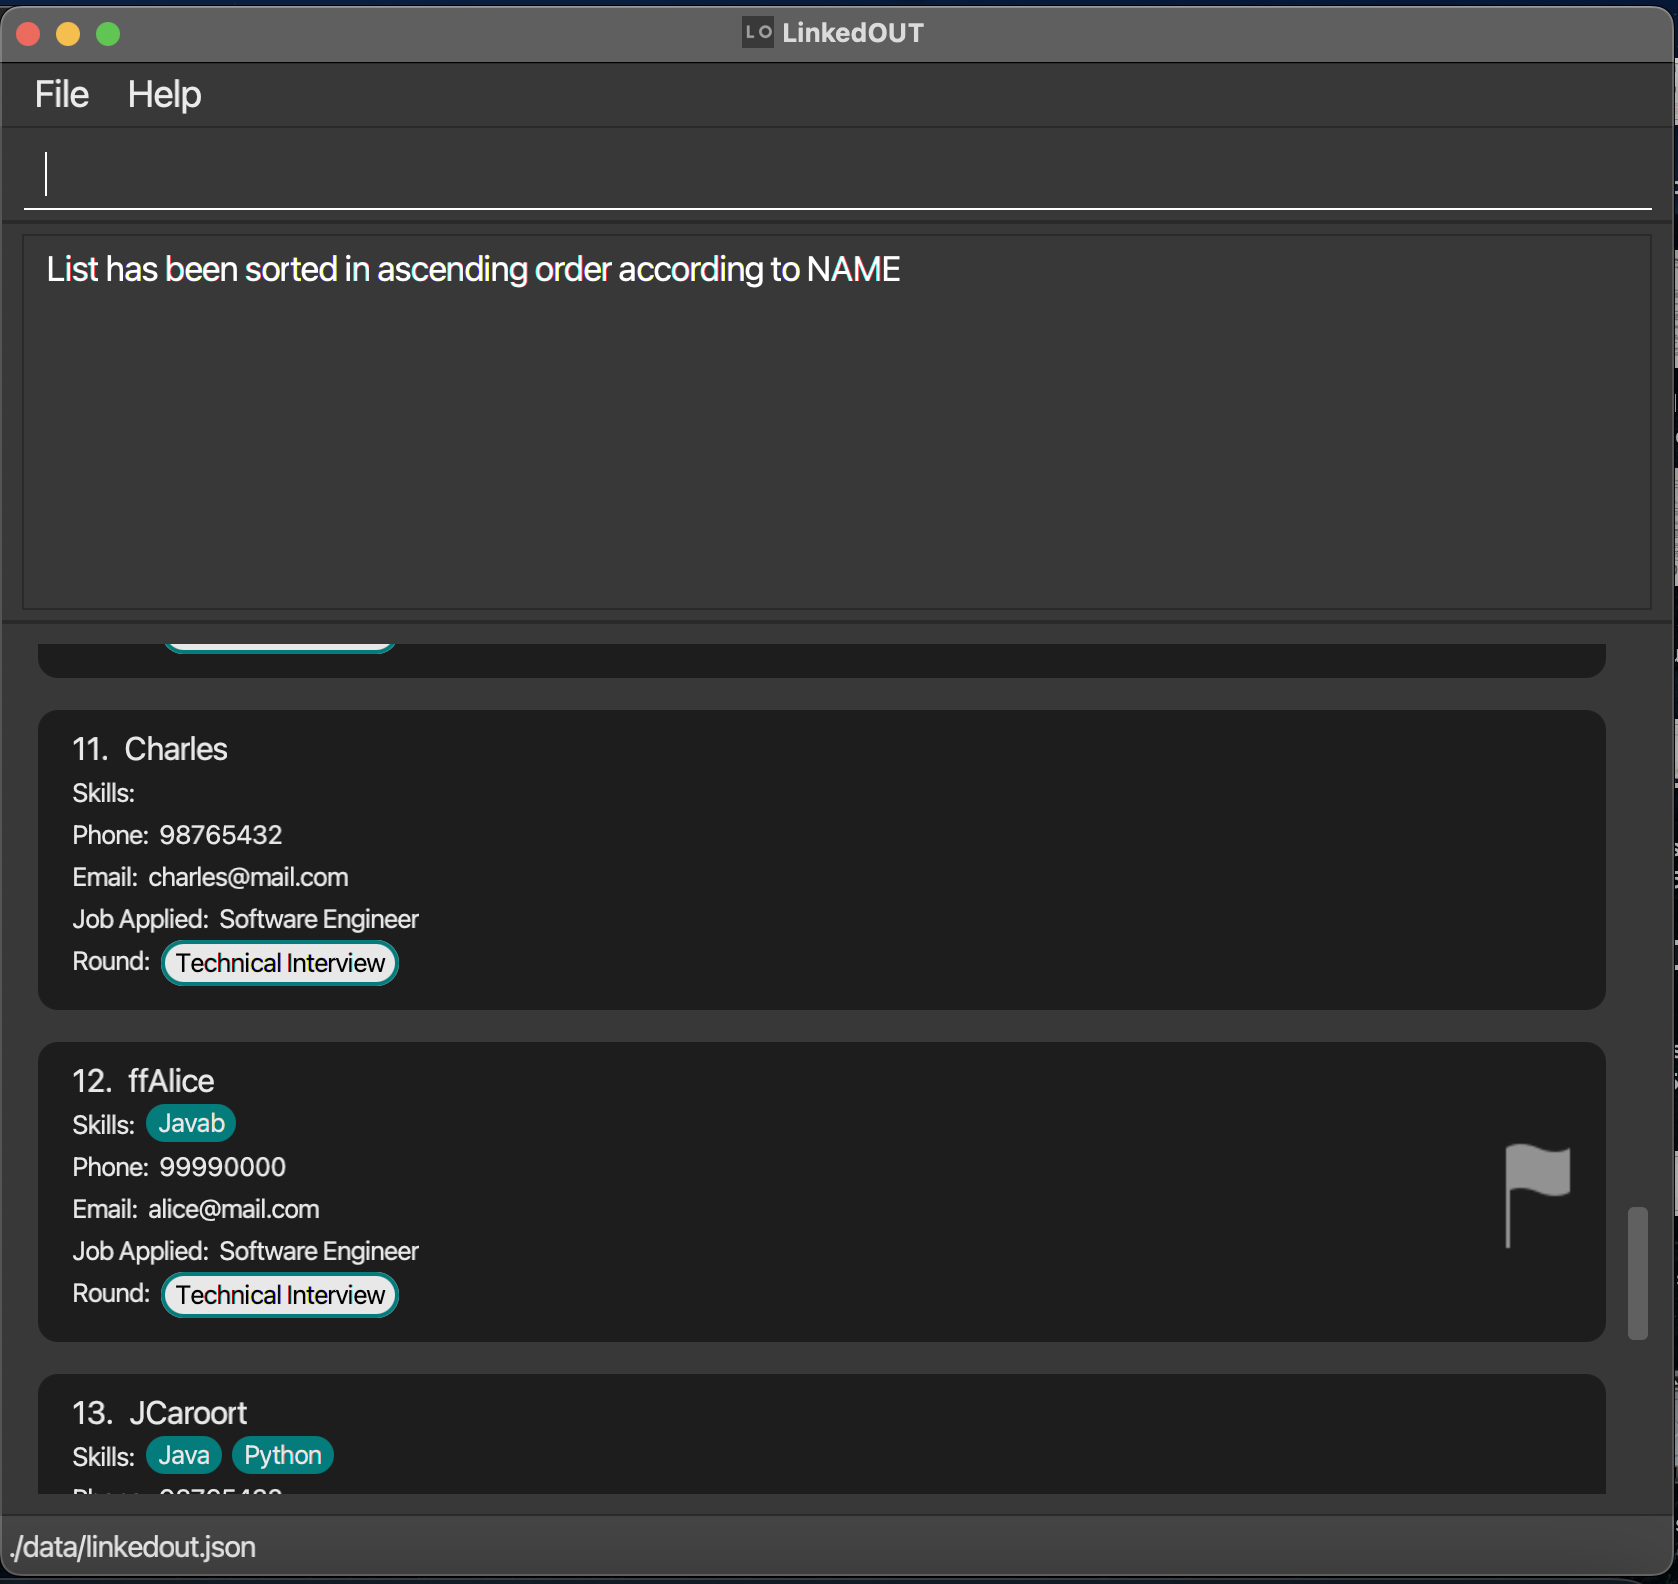 LO LinkedOUT
File Help
List has been sorted in ascending order according to NAME
11. Charles
Skills:
Phone: 98765432
Email: charles@mail.com
Job Applied: Software Engineer
Round: Technical Interview
12. ffAlice
Skills: Javab
Phone: 99990000
Email: alice@mail.com
Job Applied: Software Engineer
Round: Technical Interview
13. JCaroort
Skills: Java Python
./data/linkedout.json